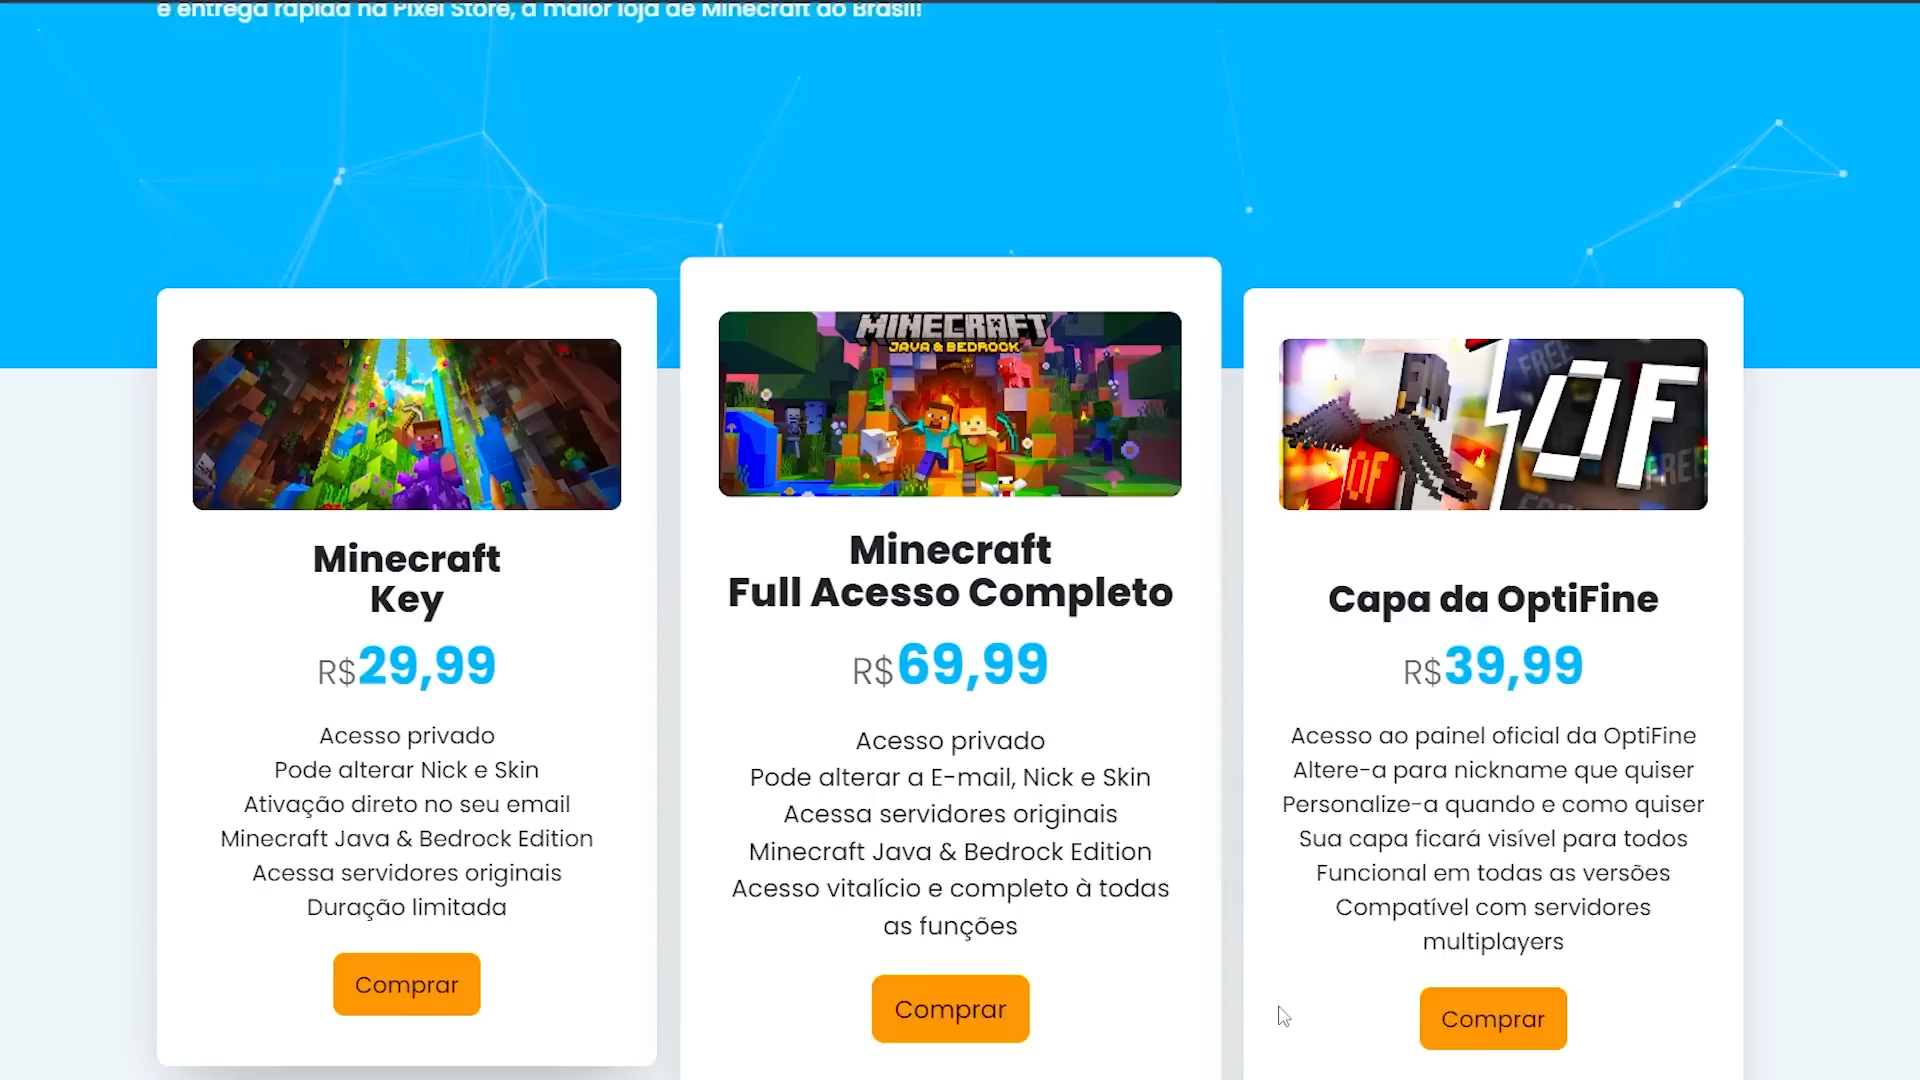 e entrega rápida na Pixel Store, a maior loja de Minecraft do Brasil!
MINECRAFT
JAVA & BEDROCK
FREE
OF
OF
FREE
Minecraft
Key
R$29,99
Acesso privado
Pode alterar Nick e Skin
Ativação direto no seu email
Minecraft Java & Bedrock Edition
Acessa servidores originais
Duração limitada
Comprar
Minecraft
Full Acesso Completo
R$69,99
Acesso privado
Pode alterar a E-mail, Nick e Skin
Acessa servidores originais
Minecraft Java & Bedrock Edition
Acesso vitalício e completo à todas
as funções
Comprar
Capa da OptiFine
R$39,99
Acesso ao painel oficial da OptiFine
Altere-a para nickname que quiser
Personalize-a quando e como quiser
Sua capa ficará visível para todos
Funcional em todas as versões
Compatível com servidores
multiplayers
Comprar